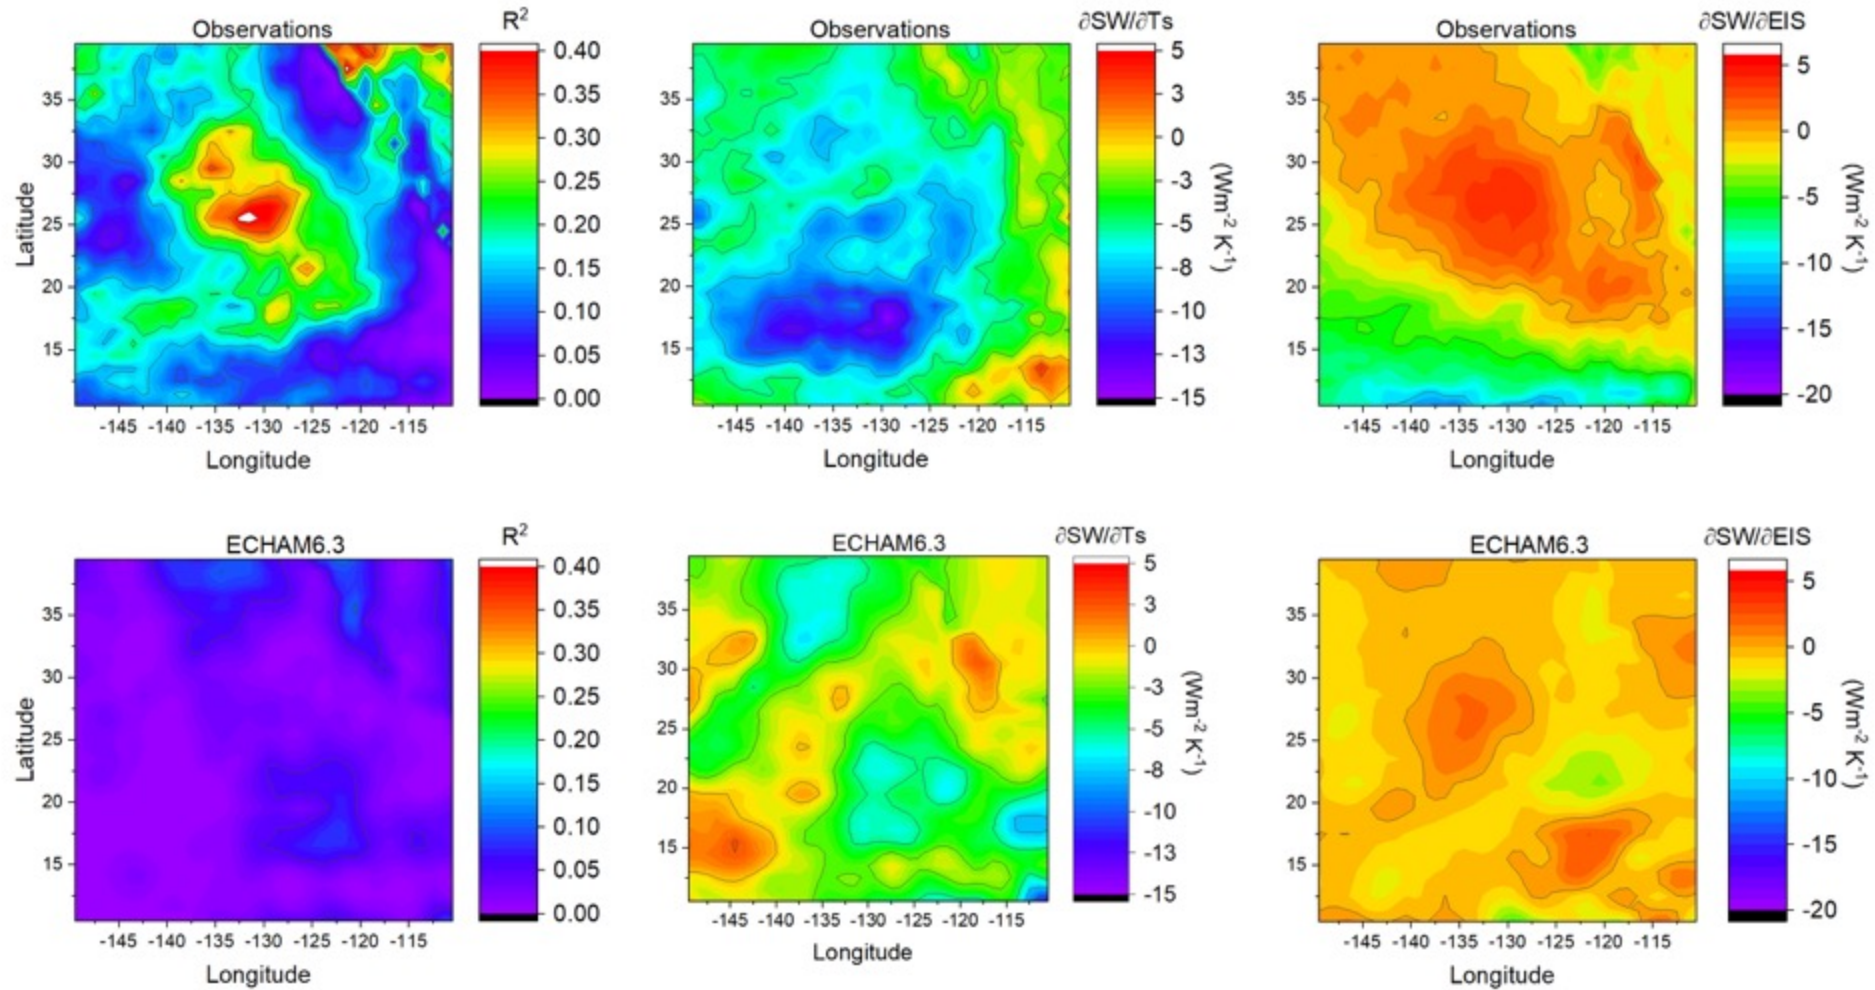 Observations
R²
0.40
0.35
0.30
0.25
0.20
0.15
0.10
0.05
0.00
35
30
25
20
15
Latitude
-145 -140 -135 -130 -125 -120 -115
Longitude
Observations
∂SW/∂Ts
5
3
0
-3
-5
-8
-10
-13
-15
(Wm⁻² K⁻¹)
35
30
25
20
15
-145 -140 -135 -130 -125 -120 -115
Longitude
Observations
∂SW/∂EIS
5
0
-5
-10
-15
-20
(Wm⁻² K⁻¹)
35
30
25
20
15
-145 -140 -135 -130 -125 -120 -115
Longitude
ECHAM6.3
R²
0.40
0.35
0.30
0.25
0.20
0.15
0.10
0.05
0.00
35
30
25
20
15
Latitude
-145 -140 -135 -130 -125 -120 -115
Longitude
ECHAM6.3
∂SW/∂Ts
5
3
0
-3
-5
-8
-10
-13
-15
(Wm⁻² K⁻¹)
35
30
25
20
15
-145 -140 -135 -130 -125 -120 -115
Longitude
ECHAM6.3
∂SW/∂EIS
5
0
-5
-10
-15
-20
(Wm⁻² K⁻¹)
35
30
25
20
15
-145 -140 -135 -130 -125 -120 -115
Longitude